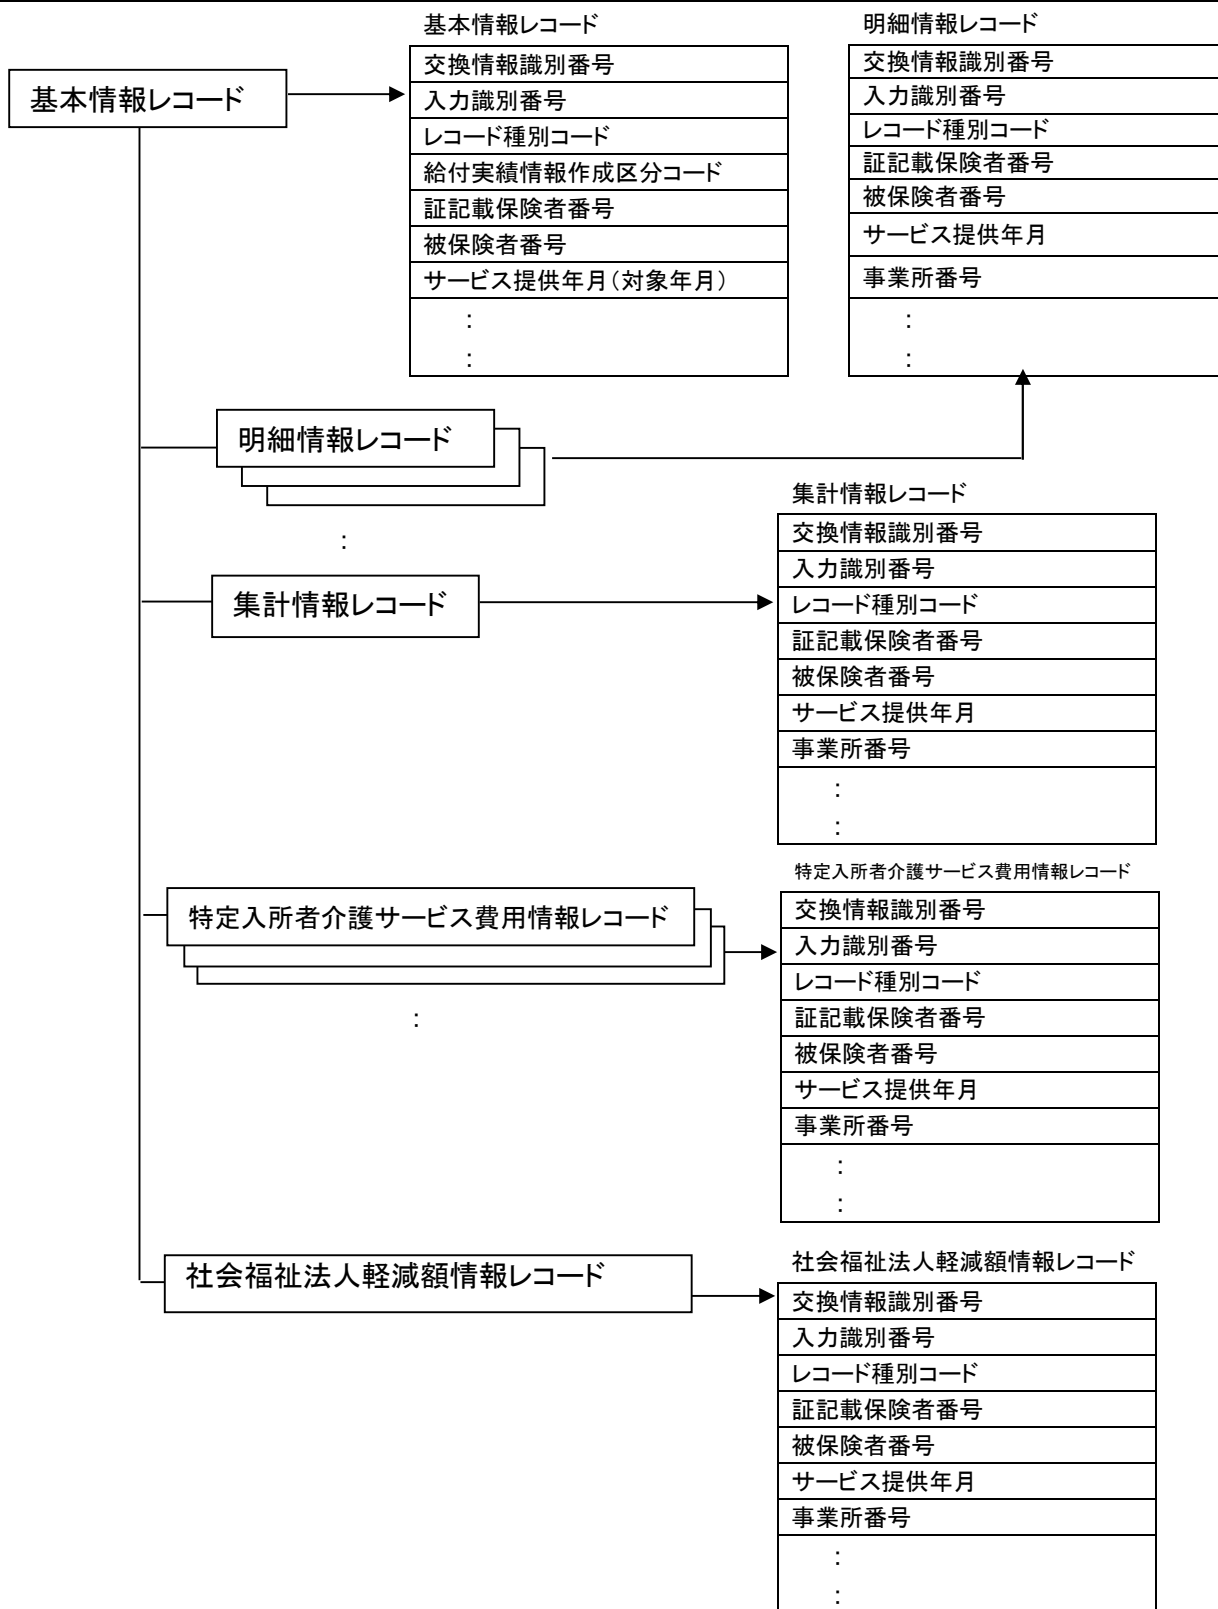 基本情報レコード
基本情報レコード
交換情報識別番号
入力識別番号
レコード種別コード
給付実績情報作成区分コード
証記載保険者番号
被保険者番号
サービス提供年月(対象年月)
:
:
明細情報レコード
交換情報識別番号
入力識別番号
レコード種別コード
証記載保険者番号
被保険者番号
サービス提供年月
事業所番号
:
:
明細情報レコード
:
集計情報レコード
集計情報レコード
交換情報識別番号
入力識別番号
レコード種別コード
証記載保険者番号
被保険者番号
サービス提供年月
事業所番号
:
:
特定入所者介護サービス費用情報レコード
:
特定入所者介護サービス費用情報レコード
交換情報識別番号
入力識別番号
レコード種別コード
証記載保険者番号
被保険者番号
サービス提供年月
事業所番号
:
:
社会福祉法人軽減額情報レコード
社会福祉法人軽減額情報レコード
交換情報識別番号
入力識別番号
レコード種別コード
証記載保険者番号
被保険者番号
サービス提供年月
事業所番号
:
: